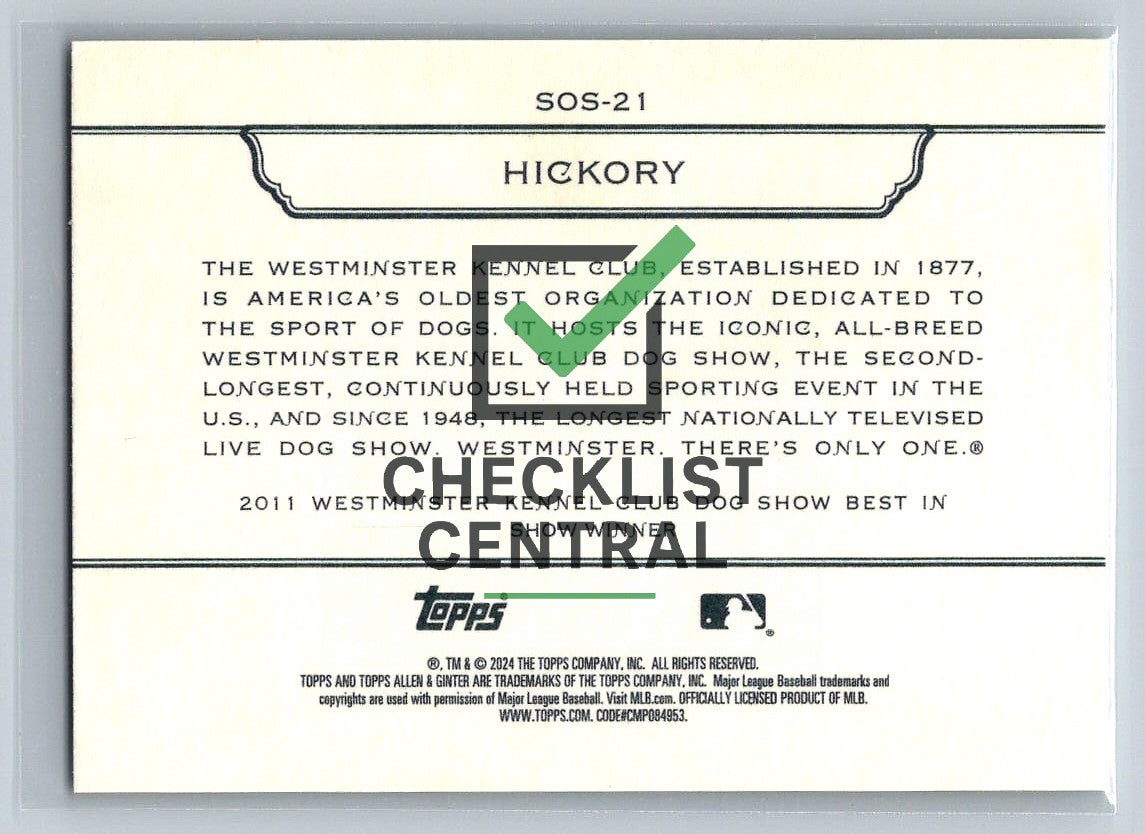 SOS-21
HICKORY
THE WESTMINSTER KENNEL CLUB, ESTABLISHED IN 1877,
IS AMERICA'S OLDEST ORGANIZATION DEDICATED TO
THE SPORT OF DOGS. IT HOSTS THE ICONIC, ALL-BREED
WESTMINSTER KENNEL CLUB DOG SHOW, THE SECOND-
LONGEST, CONTINUOUSLY HELD SPORTING EVENT IN THE
U.S., AND SINCE 1948, THE LONGEST NATIONALLY TELEVISED
LIVE DOG SHOW. WESTMINSTER. THERE'S ONLY ONE.®
CHECKLIST
2011 WESTMINSTER KENNEL CLUB DOG SHOW BEST IN
SHOW WINNER
CENTRAL
Topps®
®, TM & © 2024 THE TOPPS COMPANY, INC. ALL RIGHTS RESERVED.
TOPPS AND TOPPS ALLEN & GINTER ARE TRADEMARKS OF THE TOPPS COMPANY, INC. Major League Baseball trademarks and
copyrights are used with permission of Major League Baseball. Visit MLB.com. OFFICIALLY LICENSED PRODUCT OF MLB.
WWW.TOPPS.COM. CODE#CMP084953.